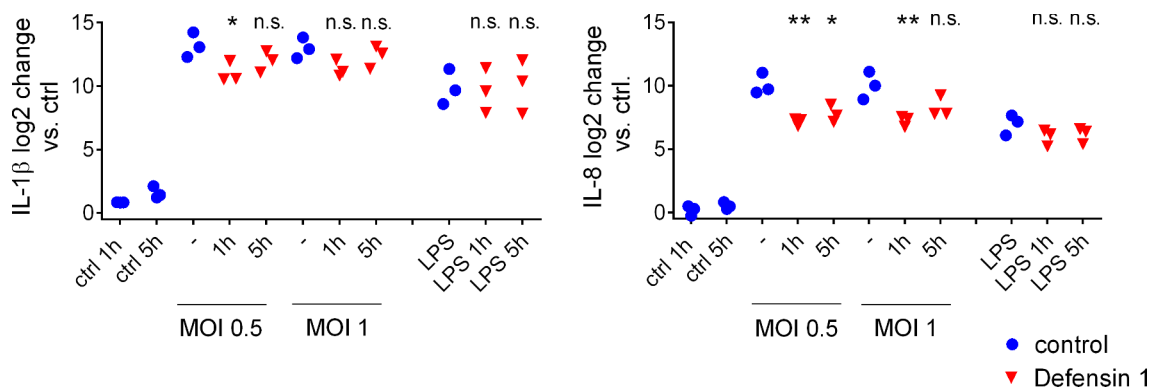 IL-1β log2 change
vs. ctrl
15
10
5
0
* n.s. n.s. n.s. n.s. n.s.
ctrl 1h
ctrl 5h
-
1h
5h
-
1h
5h
LPS
LPS 1h
LPS 5h
MOI 0.5
MOI 1
IL-8 log2 change
vs. ctrl.
15
10
5
0
** * ** n.s. n.s. n.s.
ctrl 1h
ctrl 5h
-
1h
5h
-
1h
5h
LPS
LPS 1h
LPS 5h
MOI 0.5
MOI 1
control
Defensin 1